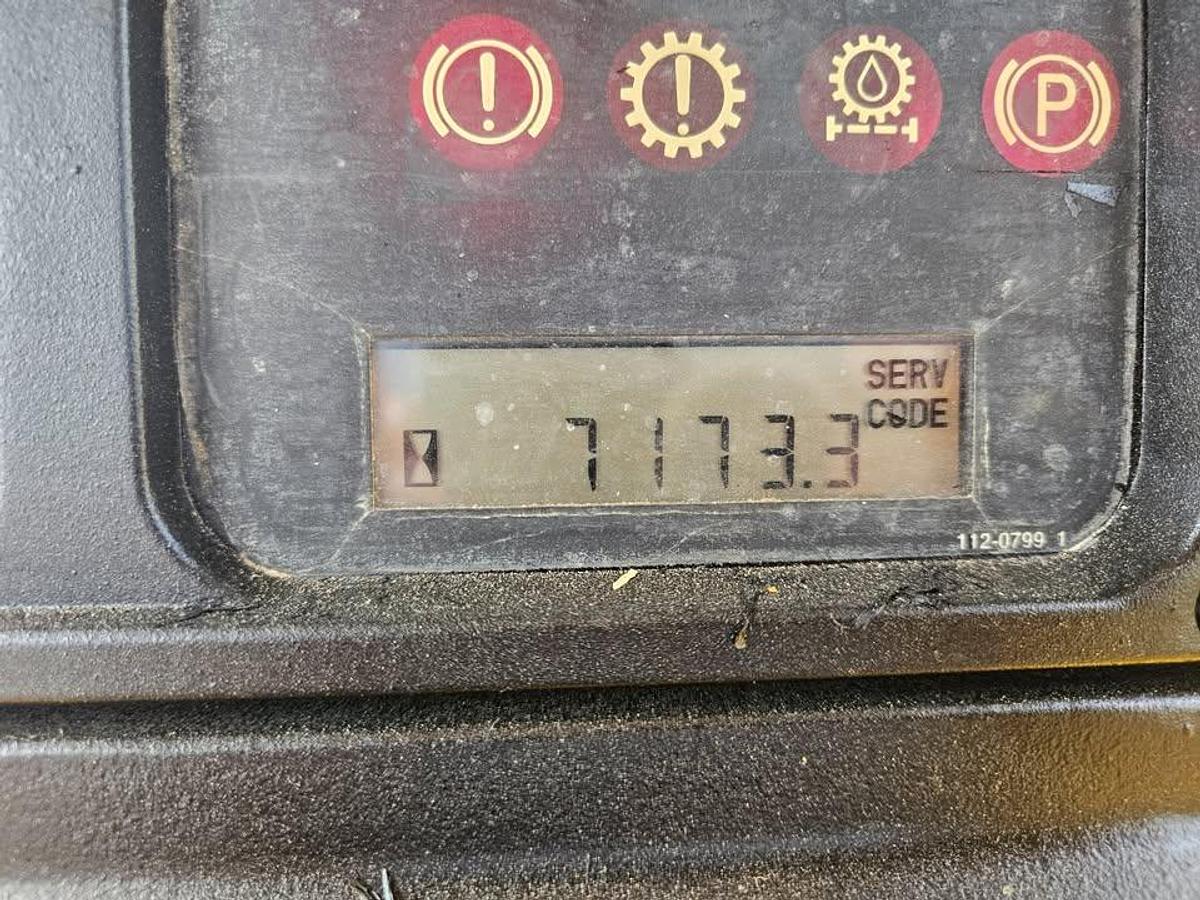 P
SERV
CODE
7173.3
112-0799 1